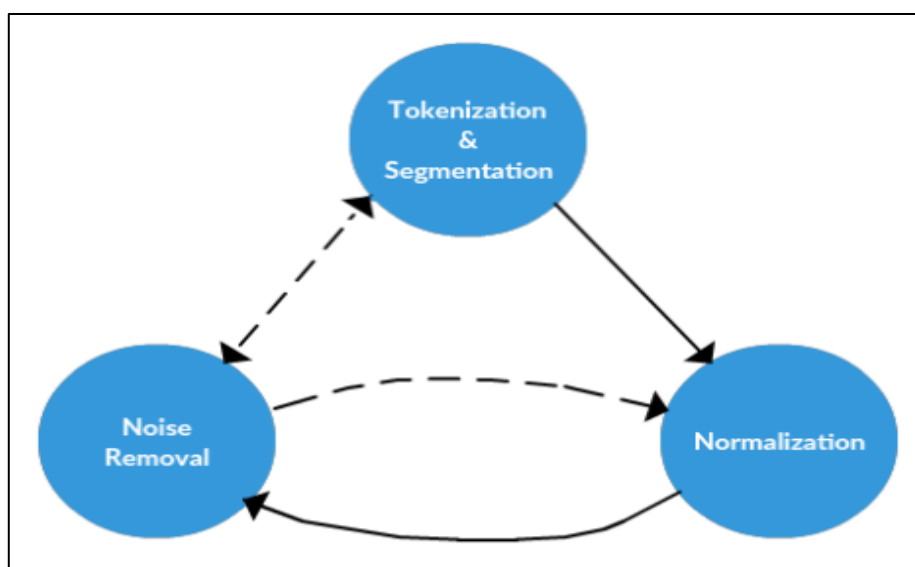 Tokenization
&
Segmentation
Noise
Removal
Normalization